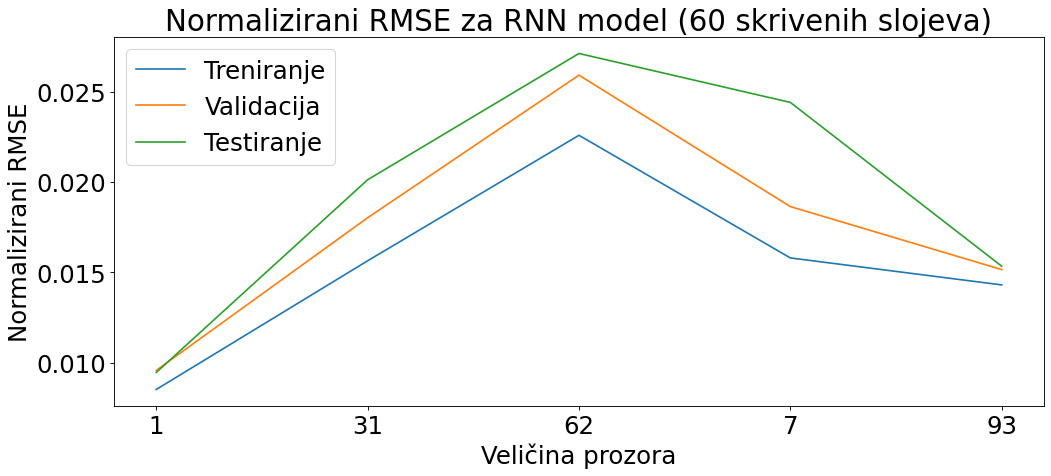 Normalizirani RMSE za RNN model (60 skrivenih slojeva)
Treniranje
Validacija
Testiranje
Normalizirani RMSE
0.025
0.020
0.015
0.010
1 31 62 7 93
Veličina prozora